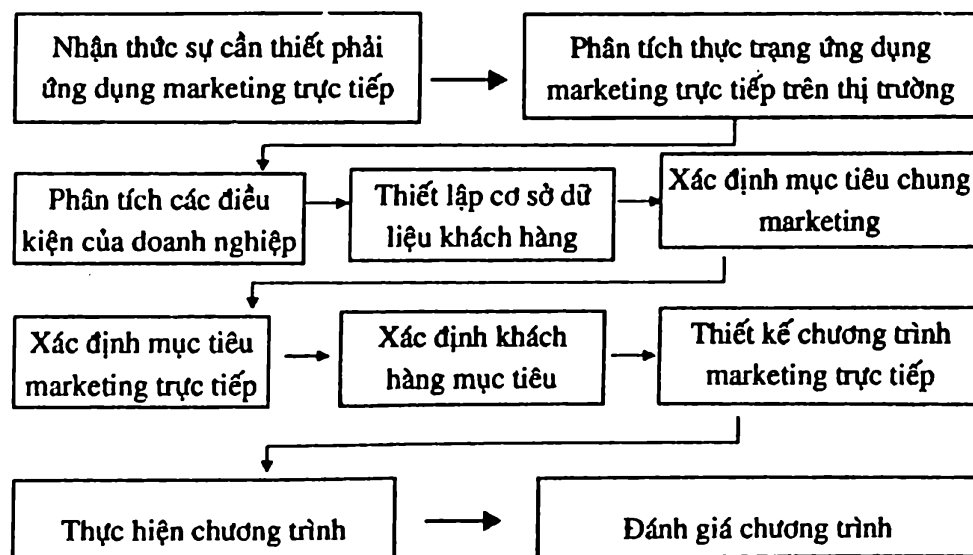 Nhận thức sự cần thiết phải
ứng dụng marketing trực tiếp
Phân tích thực trạng ứng dụng
marketing trực tiếp trên thị trường
Phân tích các điều
kiện của doanh nghiệp
Thiết lập cơ sở dữ
liệu khách hàng
Xác định mục tiêu chung
marketing
Xác định mục tiêu
marketing trực tiếp
Xác định khách
hàng mục tiêu
Thiết kế chương trình
marketing trực tiếp
Thực hiện chương trình
Đánh giá chương trình